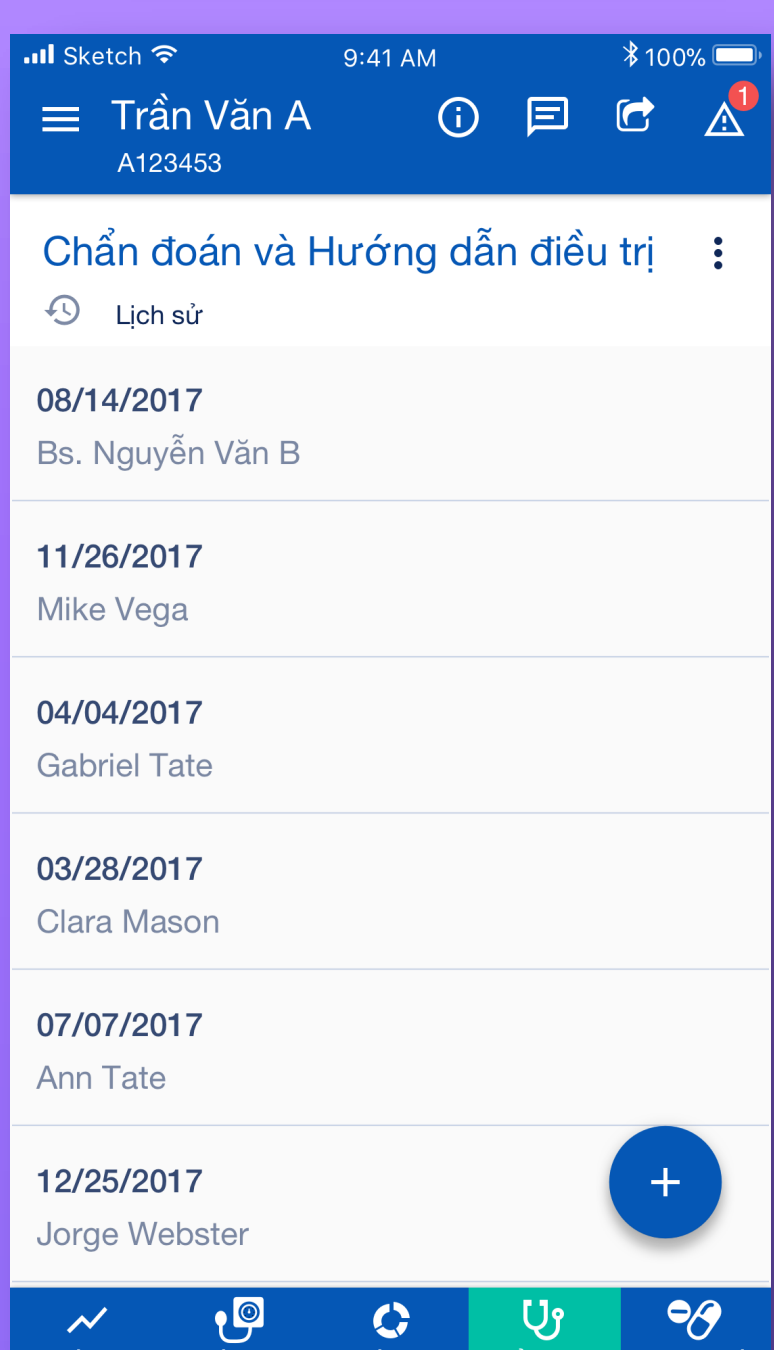 Sketch 9:41 AM 100%
Trần Văn A 1
A123453
Chẩn đoán và Hướng dẫn điều trị
Lịch sử
08/14/2017
Bs. Nguyễn Văn B
11/26/2017
Mike Vega
04/04/2017
Gabriel Tate
03/28/2017
Clara Mason
07/07/2017
Ann Tate
12/25/2017
Jorge Webster